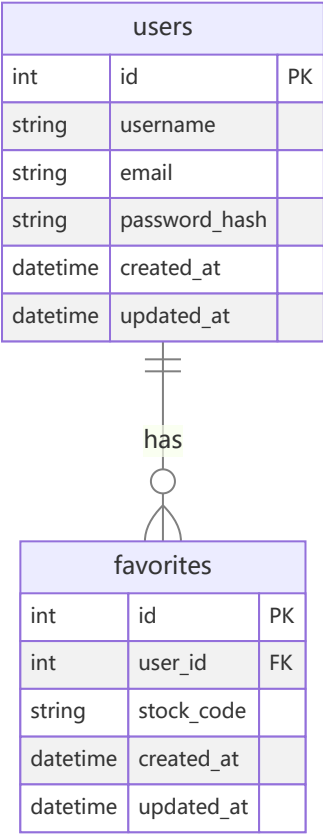 users
int id PK
string username
string email
string password_hash
datetime created_at
datetime updated_at
has
favorites
int id PK
int user_id FK
string stock_code
datetime created_at
datetime updated_at